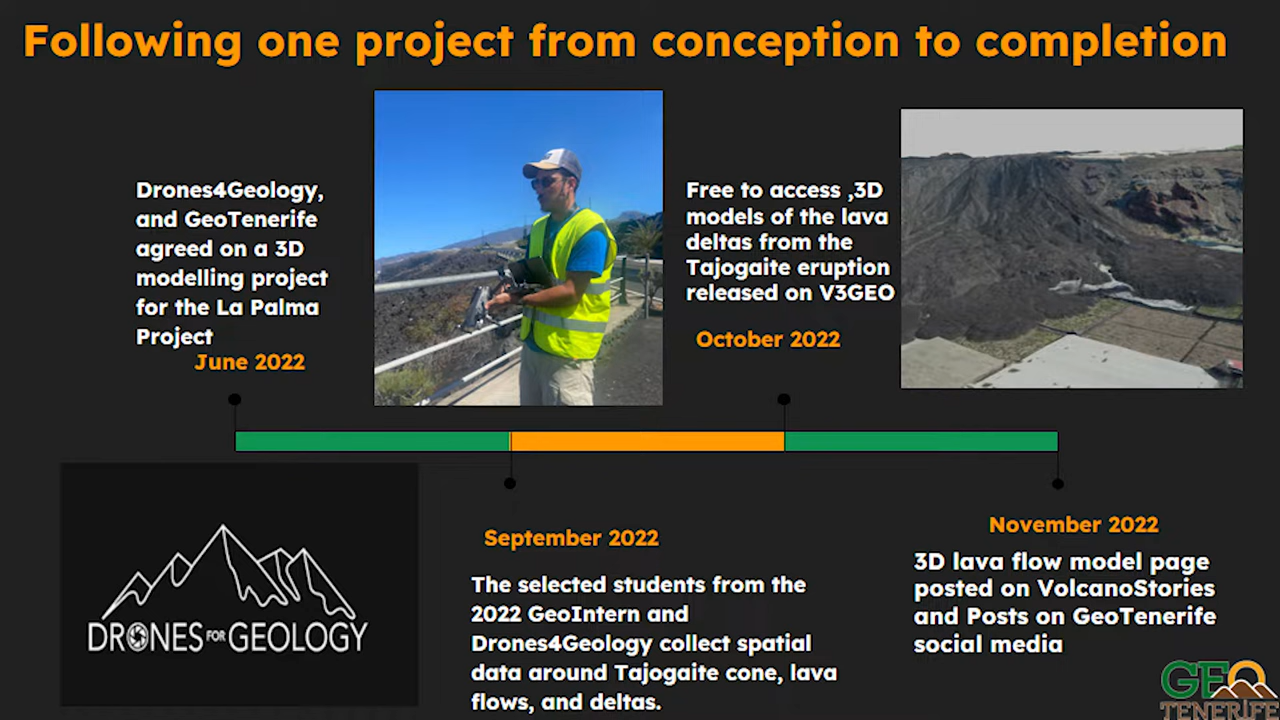 Following one project from conception to completion
Drones4Geology,
and GeoTenerife
agreed on a 3D
modelling project
for the La Palma
Project
June 2022
Free to access ,3D
models of the lava
deltas from the
Tajogaite eruption
released on V3GEO
October 2022
DRONES FOR GEOLOGY
September 2022
The selected students from the
2022 GeoIntern and
Drones4Geology collect spatial
data around Tajogaite cone, lava
flows, and deltas.
November 2022
3D lava flow model page
posted on VolcanoStories
and Posts on GeoTenerife
social media
GEO
TENERIFE